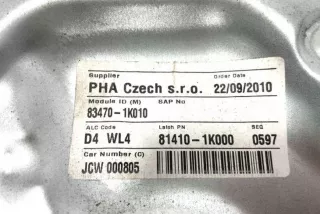 Supplier Order Date
PHA Czech s.r.o. 22/09/2010
Module ID (M) SAP No
83470-1K010
ALC Code Latch PN SEG
D4 WL4 81410-1K000 0597
Car Number (C)
JCW 000805